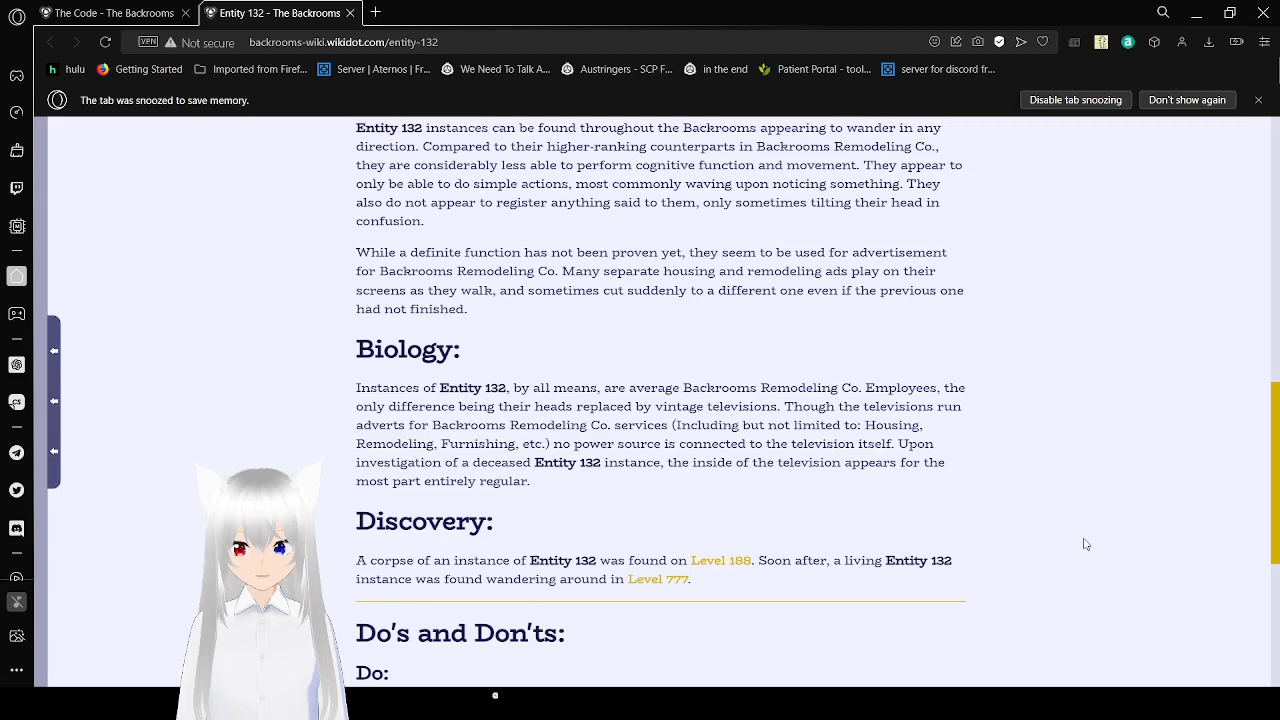 The Code - The Backrooms
Entity 132 - The Backrooms
VPN
Not secure
backrooms-wiki.wikidot.com/entity-132
hulu
Getting Started
Imported from Firef...
Server | Aternos | Fr...
We Need To Talk A...
Austringers - SCP F...
in the end
Patient Portal - tool...
server for discord fr...
The tab was snoozed to save memory.
Disable tab snoozing
Don't show again
Entity 132 instances can be found throughout the Backrooms appearing to wander in any
direction. Compared to their higher-ranking counterparts in Backrooms Remodeling Co.,
they are considerably less able to perform cognitive function and movement. They appear to
only be able to do simple actions, most commonly waving upon noticing something. They
also do not appear to register anything said to them, only sometimes tilting their head in
confusion.
While a definite function has not been proven yet, they seem to be used for advertisement
for Backrooms Remodeling Co. Many separate housing and remodeling ads play on their
screens as they walk, and sometimes cut suddenly to a different one even if the previous one
had not finished.
Biology:
Instances of Entity 132, by all means, are average Backrooms Remodeling Co. Employees, the
only difference being their heads replaced by vintage televisions. Though the televisions run
adverts for Backrooms Remodeling Co. services (Including but not limited to: Housing,
Remodeling, Furnishing, etc.) no power source is connected to the television itself. Upon
investigation of a deceased Entity 132 instance, the inside of the television appears for the
most part entirely regular.
Discovery:
A corpse of an instance of Entity 132 was found on Level 188. Soon after, a living Entity 132
instance was found wandering around in Level 777.
Do's and Don'ts:
Do: